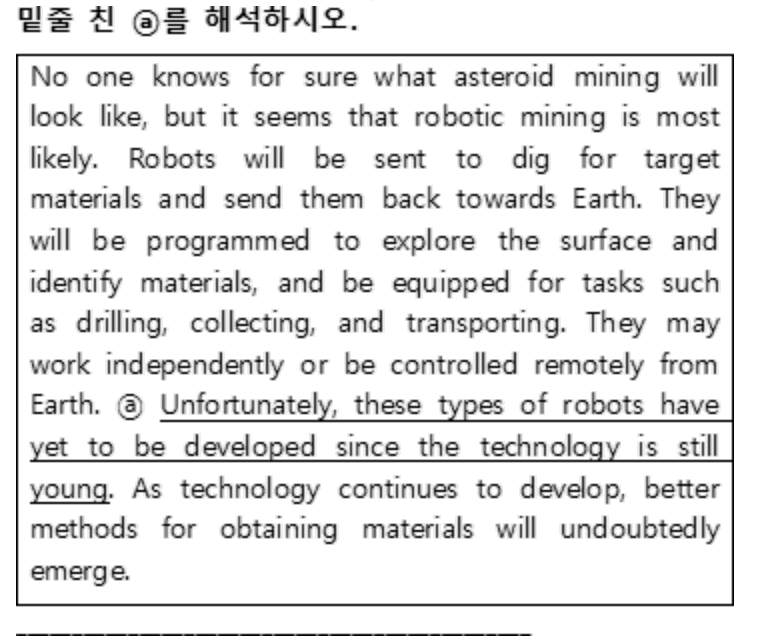 밑줄 친 ⓐ를 해석하시오.
No one knows for sure what asteroid mining will
look like, but it seems that robotic mining is most
likely. Robots will be sent to dig for target
materials and send them back towards Earth. They
will be programmed to explore the surface and
identify materials, and be equipped for tasks such
as drilling, collecting, and transporting. They may
work independently or be controlled remotely from
Earth. ⓐ Unfortunately, these types of robots have
yet to be developed since the technology is still
young. As technology continues to develop, better
methods for obtaining materials will undoubtedly
emerge.